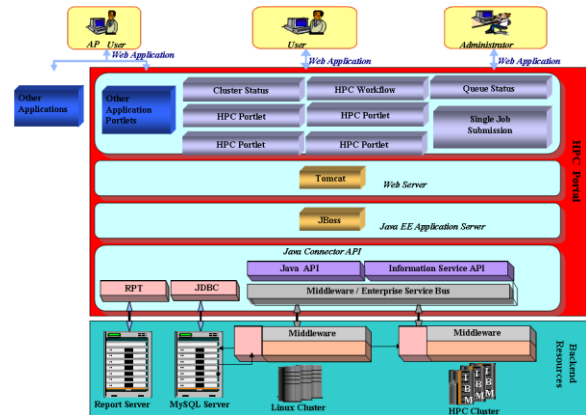 AP User
User
Administrator
Web Application
Web Application
Web Application
Other Applications
Other Application Portlets
Cluster Status
HPC Workflow
Queue Status
HPC Portlet
HPC Portlet
Single Job Submission
HPC Portlet
HPC Portlet
HPC Portal
Tomcat
Web Server
JBoss
Java EE Application Server
Java Connector API
Java API
Information Service API
RPT
JDBC
Middleware / Enterprise Service Bus
Middleware
Middleware
Backend Resources
IBM
IBM
IBM
Report Server
MySQL Server
Linux Cluster
HPC Cluster